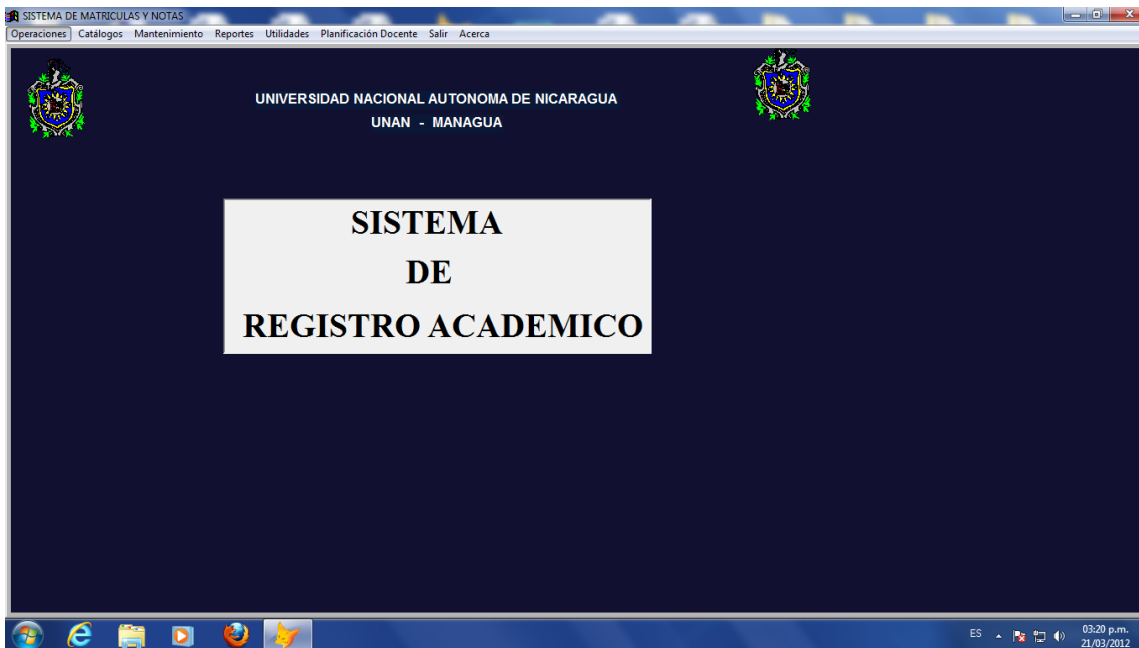 SISTEMA DE MATRICULAS Y NOTAS
Operaciones Catálogos Mantenimiento Reportes Utilidades Planificación Docente Salir Acerca
UNIVERSIDAD NACIONAL AUTONOMA DE NICARAGUA
UNAN - MANAGUA
SISTEMA
DE
REGISTRO ACADEMICO
ES
03:20 p.m.
21/03/2012